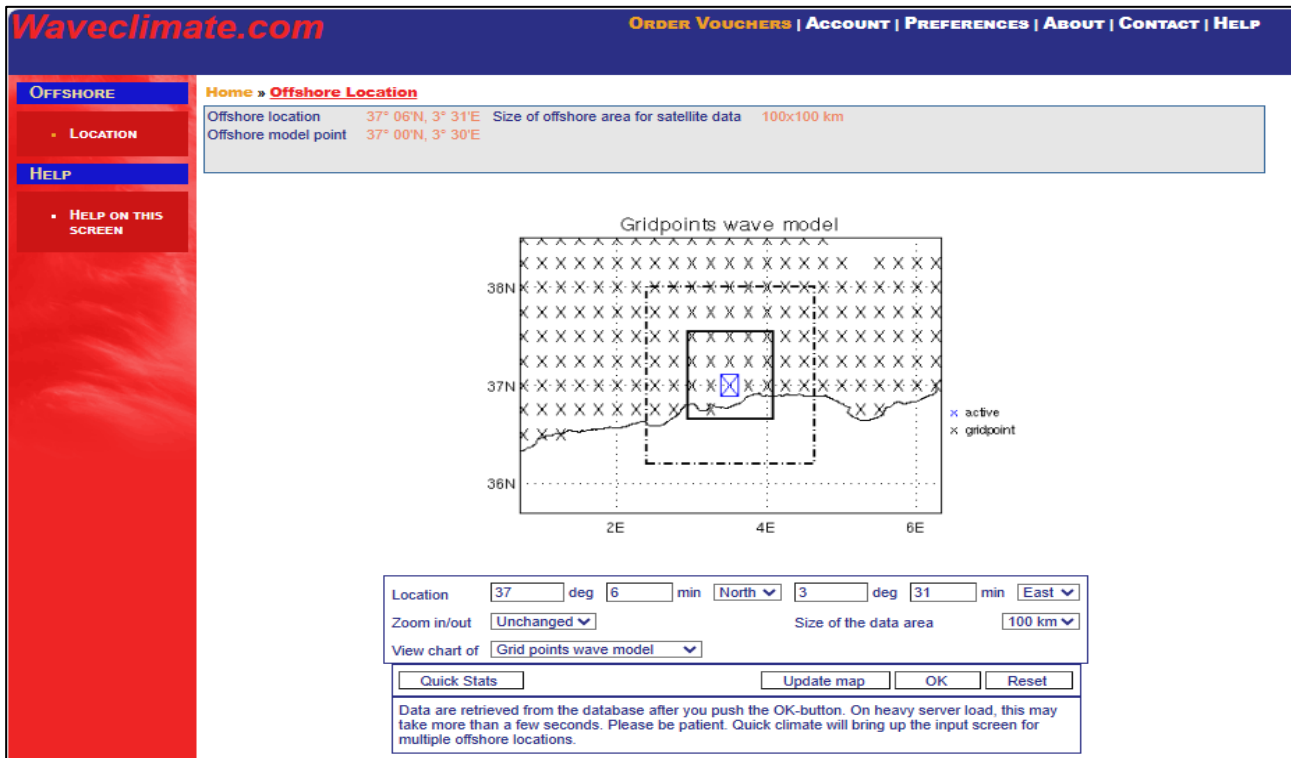 Waveclimate.com
ORDER VOUCHERS | ACCOUNT | PREFERENCES | ABOUT | CONTACT | HELP
OFFSHORE
LOCATION
HELP
HELP ON THIS
SCREEN
Home » Offshore Location
Offshore location 37° 06'N, 3° 31'E Size of offshore area for satellite data 100x100 km
Offshore model point 37° 00'N, 3° 30'E
Gridpoints wave model
38N
37N
36N
2E 4E 6E
x active
x gridpoint
Location 37 deg 6 min North 3 deg 31 min East
Zoom in/out Unchanged Size of the data area 100 km
View chart of Grid points wave model
Quick Stats Update map OK Reset
Data are retrieved from the database after you push the OK-button. On heavy server load, this may
take more than a few seconds. Please be patient. Quick climate will bring up the input screen for
multiple offshore locations.